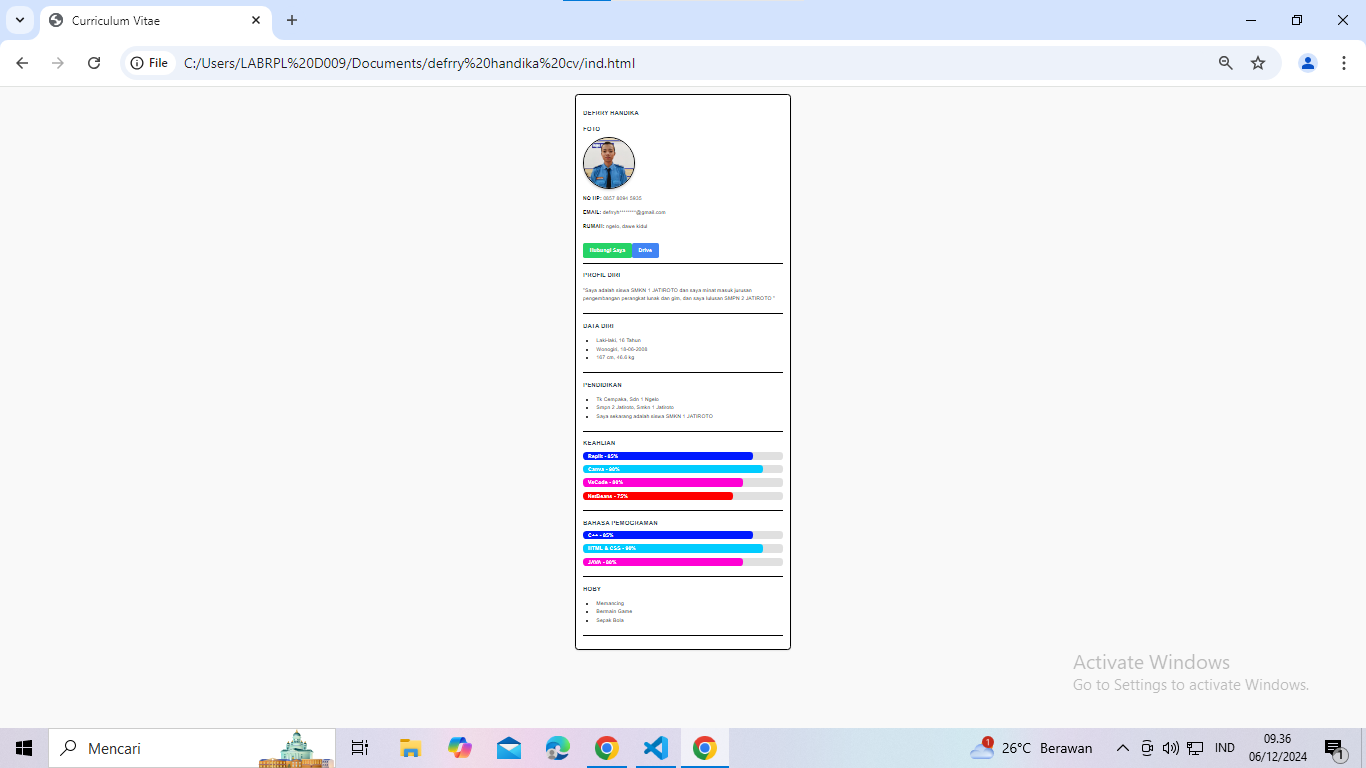 Curriculum Vitae
File
C:/Users/LABRPL%20D009/Documents/defrry%20handika%20cv/ind.html
DEFRRY HANDIKA
FOTO
NO HP: 0857 8094 5935
EMAIL: defrryh********@gmail.com
RUMAH: ngelo, dawe kidul
Hubungi Saya
Drive
PROFIL DIRI
"Saya adalah siswa SMKN 1 JATIROTO dan saya minat masuk jurusan
pengembangan perangkat lunak dan gim. dan saya lulusan SMPN 2 JATIROTO "
DATA DIRI
Laki-laki, 16 Tahun
Wonogiri, 18-06-2008
167 cm, 46.6 kg
PENDIDIKAN
Tk Cempaka, Sdn 1 Ngelo
Smpn 2 Jatiroto, Smkn 1 Jatiroto
Saya sekarang adalah siswa SMKN 1 JATIROTO
KEAHLIAN
Replit - 85%
Canva - 90%
VsCode - 80%
NetBeans - 75%
BAHASA PEMOGRAMAN
C++ - 85%
HTML & CSS - 90%
JAVA - 80%
HOBY
Memancing
Bermain Game
Sepak Bola
Activate Windows
Go to Settings to activate Windows.
Mencari
1
26°C Berawan
IND
09.36
06/12/2024
1